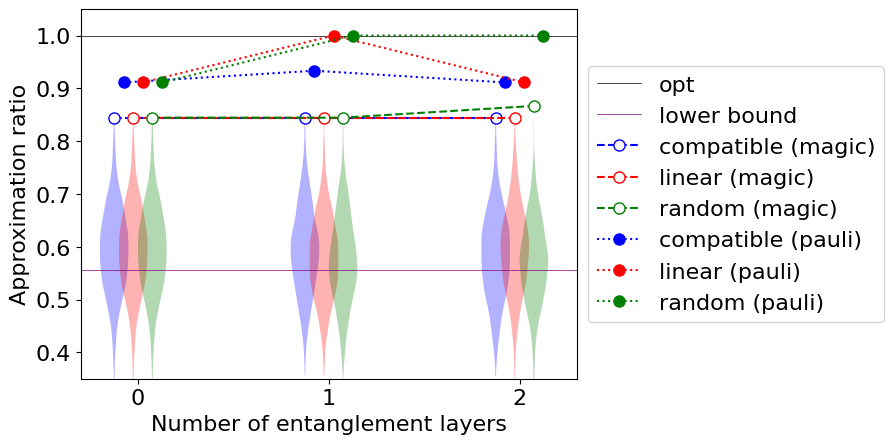 Approximation ratio
1.0
0.9
0.8
0.7
0.6
0.5
0.4
0
1
2
Number of entanglement layers
opt
lower bound
compatible (magic)
linear (magic)
random (magic)
compatible (pauli)
linear (pauli)
random (pauli)